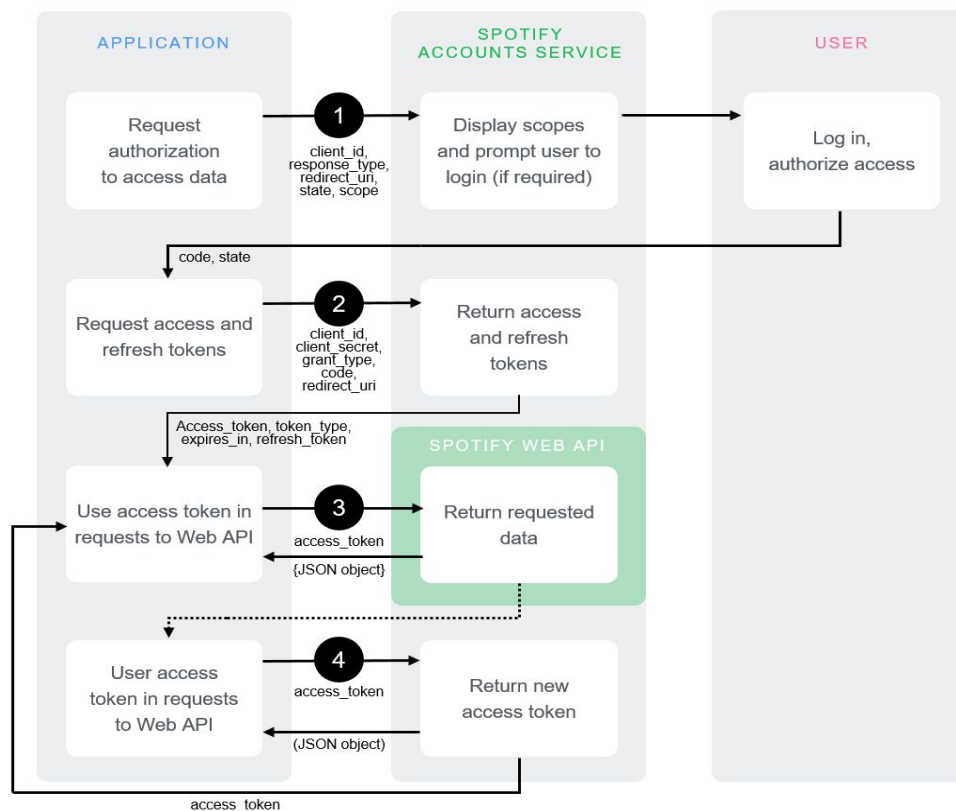 APPLICATION
SPOTIFY
ACCOUNTS SERVICE
USER
Request
authorization
to access data
1
client_id,
response_type,
redirect_uri,
state, scope
Display scopes
and prompt user to
login (if required)
Log in,
authorize access
code, state
Request access and
refresh tokens
2
client_id,
client_secret,
grant_type,
code,
redirect_uri
Return access
and refresh
tokens
Access_token, token_type,
expires_in, refresh_token
SPOTIFY WEB API
Use access token in
requests to Web API
3
access_token
{JSON object}
Return requested
data
User access
token in requests
to Web API
4
access_token
(JSON object)
Return new
access token
access_token